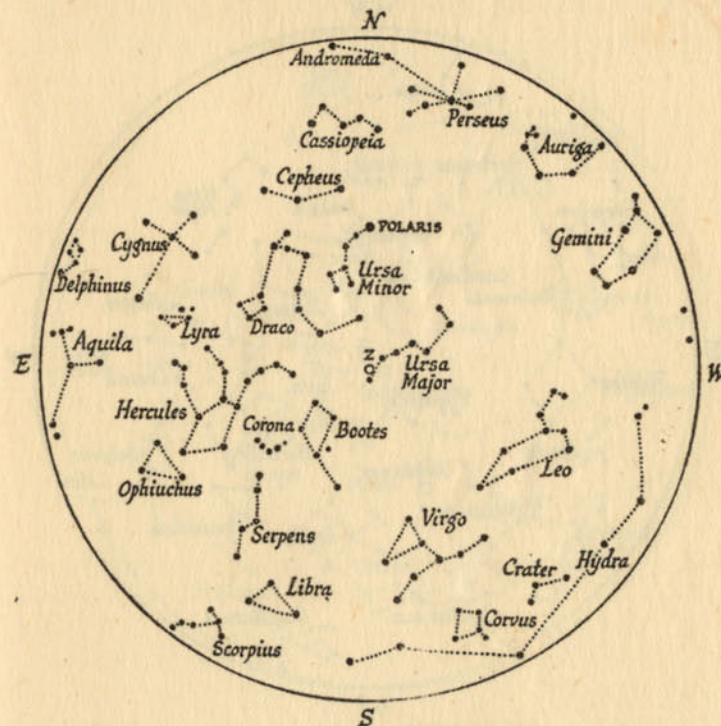 N
Andromeda
Perseus
Cassiopeia
Auriga
Cepheus
POLARIS
Cygnus
Gemini
Delphinus
Ursa
Minor
Lyra
Draco
Aquila
E
ZO
Ursa
Major
W
Hercules
Corona
Bootes
Leo
Ophiuchus
Virgo
Serpens
Crater
Hydra
Libra
Corvus
Scorpius
S